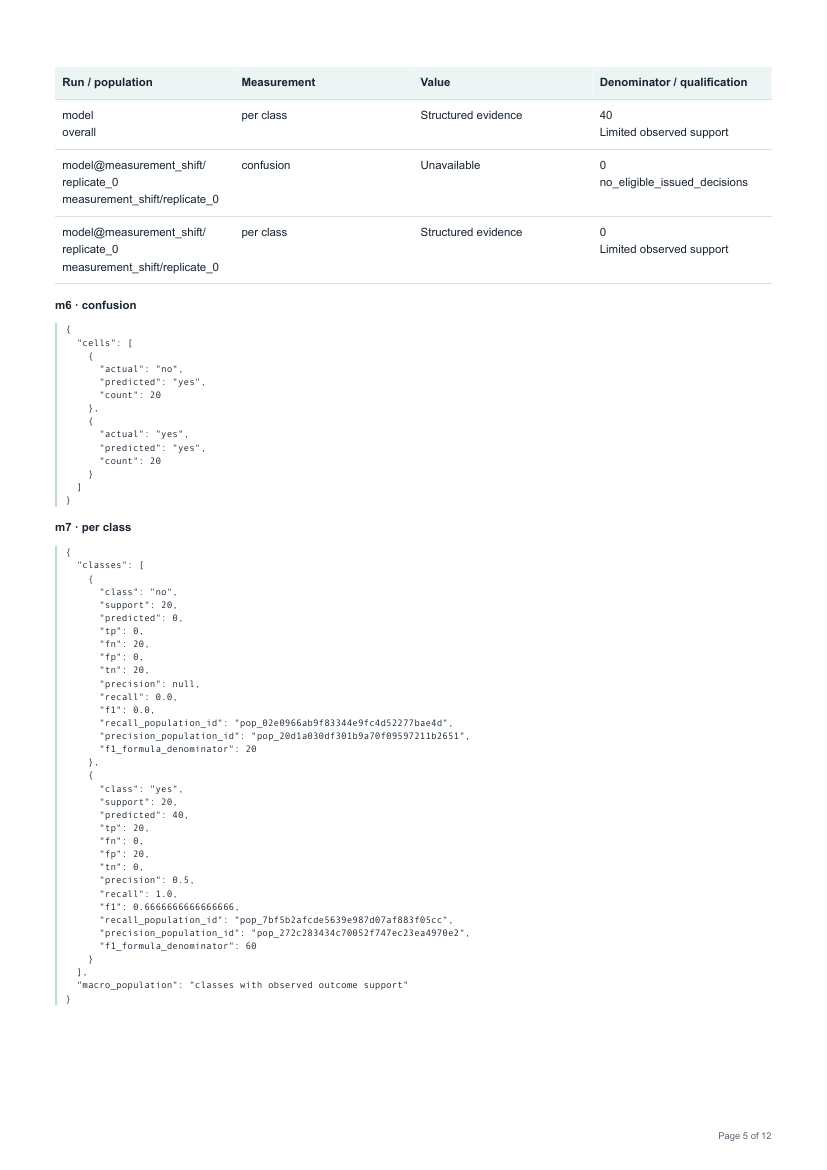 Run / population Measurement Value Denominator / qualification
model per class Structured evidence 40
overall Limited observed support
model@measurement_shift/ confusion Unavailable 0
replicate_0 no_eligible_issued_decisions
measurement_shift/replicate_0
model@measurement_shift/ per class Structured evidence 0
replicate_0 Limited observed support
measurement_shift/replicate_0
m6 · confusion
{
  "cells": [
    {
      "actual": "no",
      "predicted": "yes",
      "count": 20
    },
    {
      "actual": "yes",
      "predicted": "yes",
      "count": 20
    }
  ]
}
m7 · per class
{
  "classes": [
    {
      "class": "no",
      "support": 20,
      "predicted": 0,
      "tp": 0,
      "fn": 20,
      "fp": 0,
      "tn": 20,
      "precision": null,
      "recall": 0.0,
      "f1": 0.0,
      "recall_population_id": "pop_02e0966ab9f83344e9fc4d52277bae4d",
      "precision_population_id": "pop_20d1a030df301b9a70f09597211b2651",
      "f1_formula_denominator": 20
    },
    {
      "class": "yes",
      "support": 20,
      "predicted": 40,
      "tp": 20,
      "fn": 0,
      "fp": 20,
      "tn": 0,
      "precision": 0.5,
      "recall": 1.0,
      "f1": 0.6666666666666666,
      "recall_population_id": "pop_7bf5b2afcde5639e987d07af883f05cc",
      "precision_population_id": "pop_272c283434c70052f747ec23ea4970e2",
      "f1_formula_denominator": 60
    }
  ],
  "macro_population": "classes with observed outcome support"
}
Page 5 of 12